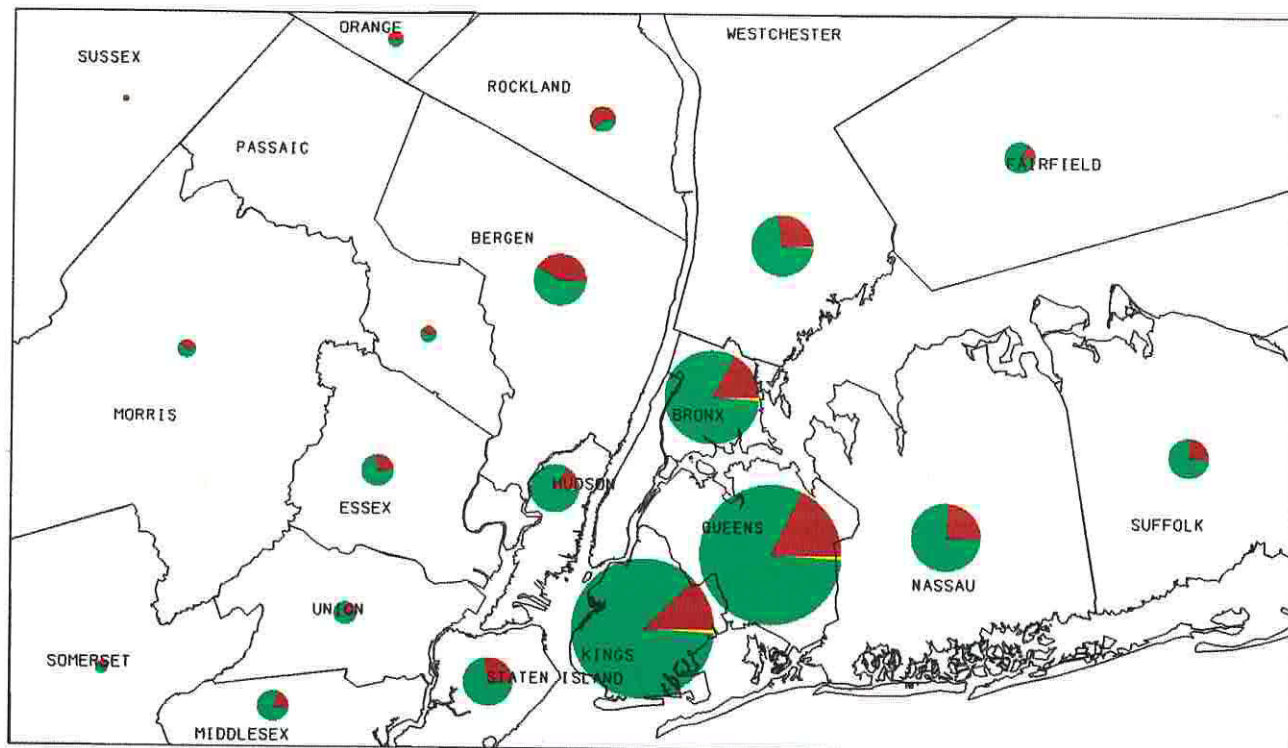 ORANGE
WESTCHESTER
SUSSEX
ROCKLAND
PASSAIC
FAIRFIELD
BERGEN
MORRIS
BRONX
HUDSON
ESSEX
QUEENS
SUFFOLK
NASSAU
UNION
KINGS
SOMERSET
STATEN ISLAND
MIDDLESEX